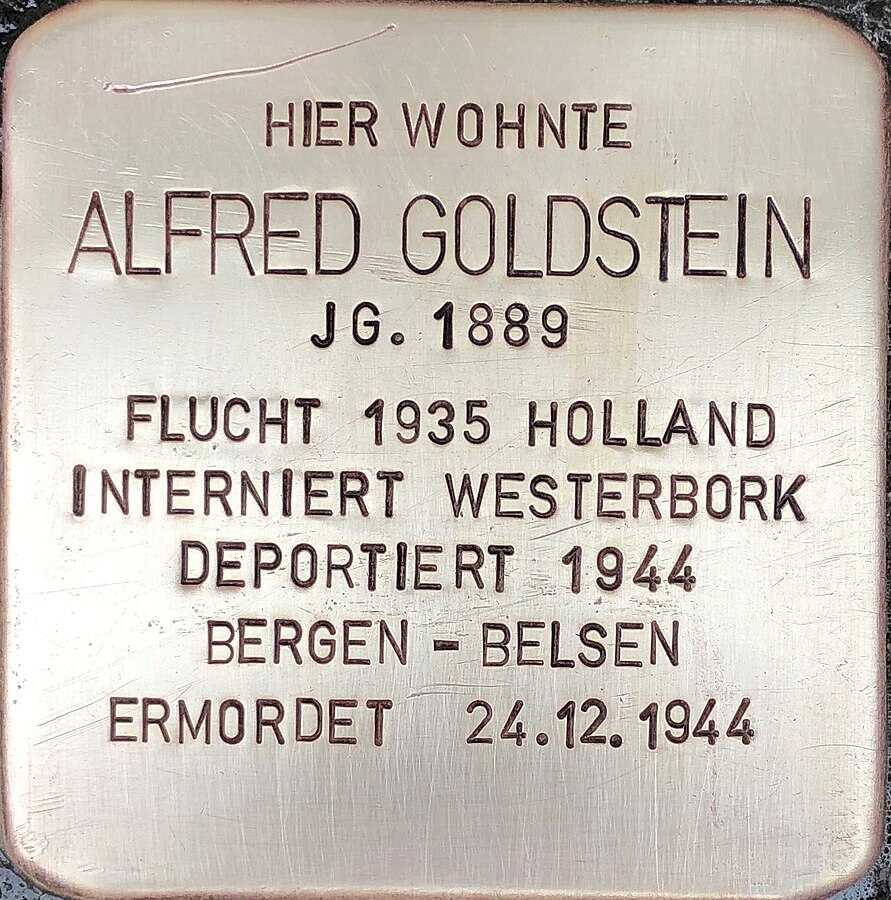 HIER WOHNTE
ALFRED GOLDSTEIN
JG. 1889
FLUCHT 1935 HOLLAND
INTERNIERT WESTERBORK
DEPORTIERT 1944
BERGEN - BELSEN
ERMORDET 24.12.1944